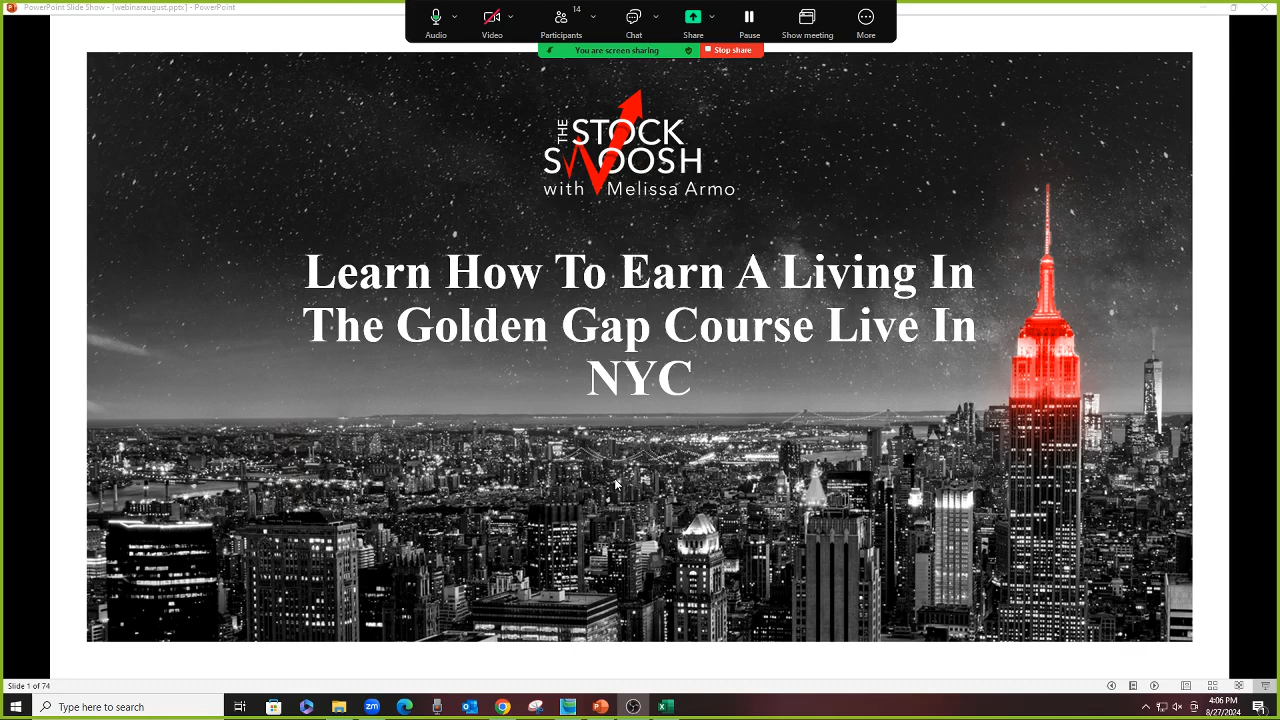 PowerPoint Slide Show - [webinaraugust.pptx] - PowerPoint
14
Audio
Video
Participants
Chat
Share
Pause
Show meeting
More
You are screen sharing
Stop share
THE STOCK
SWOOSH
with Melissa Armo
Learn How To Earn A Living In
The Golden Gap Course Live In
NYC
Slide 1 of 74
Type here to search
zm
4:06 PM
8/27/2024
1